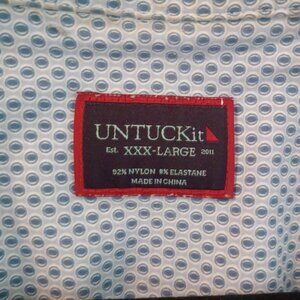 UNTUCKit
Est. XXX-LARGE 2011
92% NYLON 8% ELASTANE
MADE IN CHINA